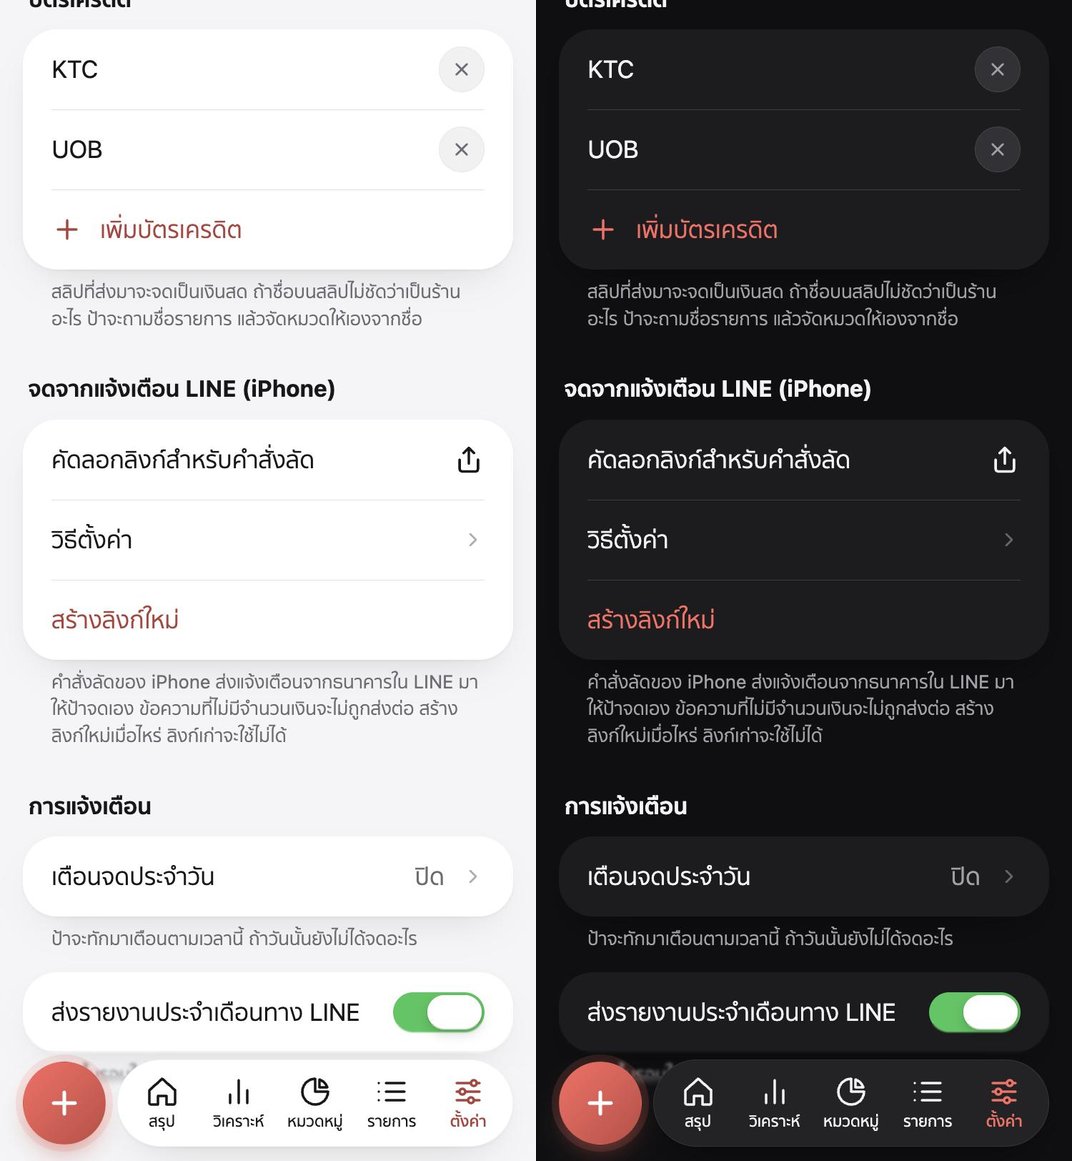 บัตรเครดิต
KTC
UOB
เพิ่มบัตรเครดิต
สลิปที่ส่งมาจะจดเป็นเงินสด ถ้าชื่อบนสลิปไม่ชัดว่าเป็นร้าน
อะไร ป้าจะถามชื่อรายการ แล้วจัดหมวดให้เองจากชื่อ
จดจากแจ้งเตือน LINE (iPhone)
คัดลอกลิงก์สำหรับคำสั่งลัด
วิธีตั้งค่า
สร้างลิงก์ใหม่
คำสั่งลัดของ iPhone ส่งแจ้งเตือนจากธนาคารใน LINE มา
ให้ป้าจดเอง ข้อความที่ไม่มีจำนวนเงินจะไม่ถูกส่งต่อ สร้าง
ลิงก์ใหม่เมื่อไหร่ ลิงก์เก่าจะใช้ไม่ได้
การแจ้งเตือน
เตือนจดประจำวัน ปิด
ป้าจะทักมาเตือนตามเวลานี้ ถ้าวันนั้นยังไม่ได้จดอะไร
ส่งรายงานประจำเดือนทาง LINE
สรุป วิเคราะห์ หมวดหมู่ รายการ ตั้งค่า
บัตรเครดิต
KTC
UOB
เพิ่มบัตรเครดิต
สลิปที่ส่งมาจะจดเป็นเงินสด ถ้าชื่อบนสลิปไม่ชัดว่าเป็นร้าน
อะไร ป้าจะถามชื่อรายการ แล้วจัดหมวดให้เองจากชื่อ
จดจากแจ้งเตือน LINE (iPhone)
คัดลอกลิงก์สำหรับคำสั่งลัด
วิธีตั้งค่า
สร้างลิงก์ใหม่
คำสั่งลัดของ iPhone ส่งแจ้งเตือนจากธนาคารใน LINE มา
ให้ป้าจดเอง ข้อความที่ไม่มีจำนวนเงินจะไม่ถูกส่งต่อ สร้าง
ลิงก์ใหม่เมื่อไหร่ ลิงก์เก่าจะใช้ไม่ได้
การแจ้งเตือน
เตือนจดประจำวัน ปิด
ป้าจะทักมาเตือนตามเวลานี้ ถ้าวันนั้นยังไม่ได้จดอะไร
ส่งรายงานประจำเดือนทาง LINE
สรุป วิเคราะห์ หมวดหมู่ รายการ ตั้งค่า